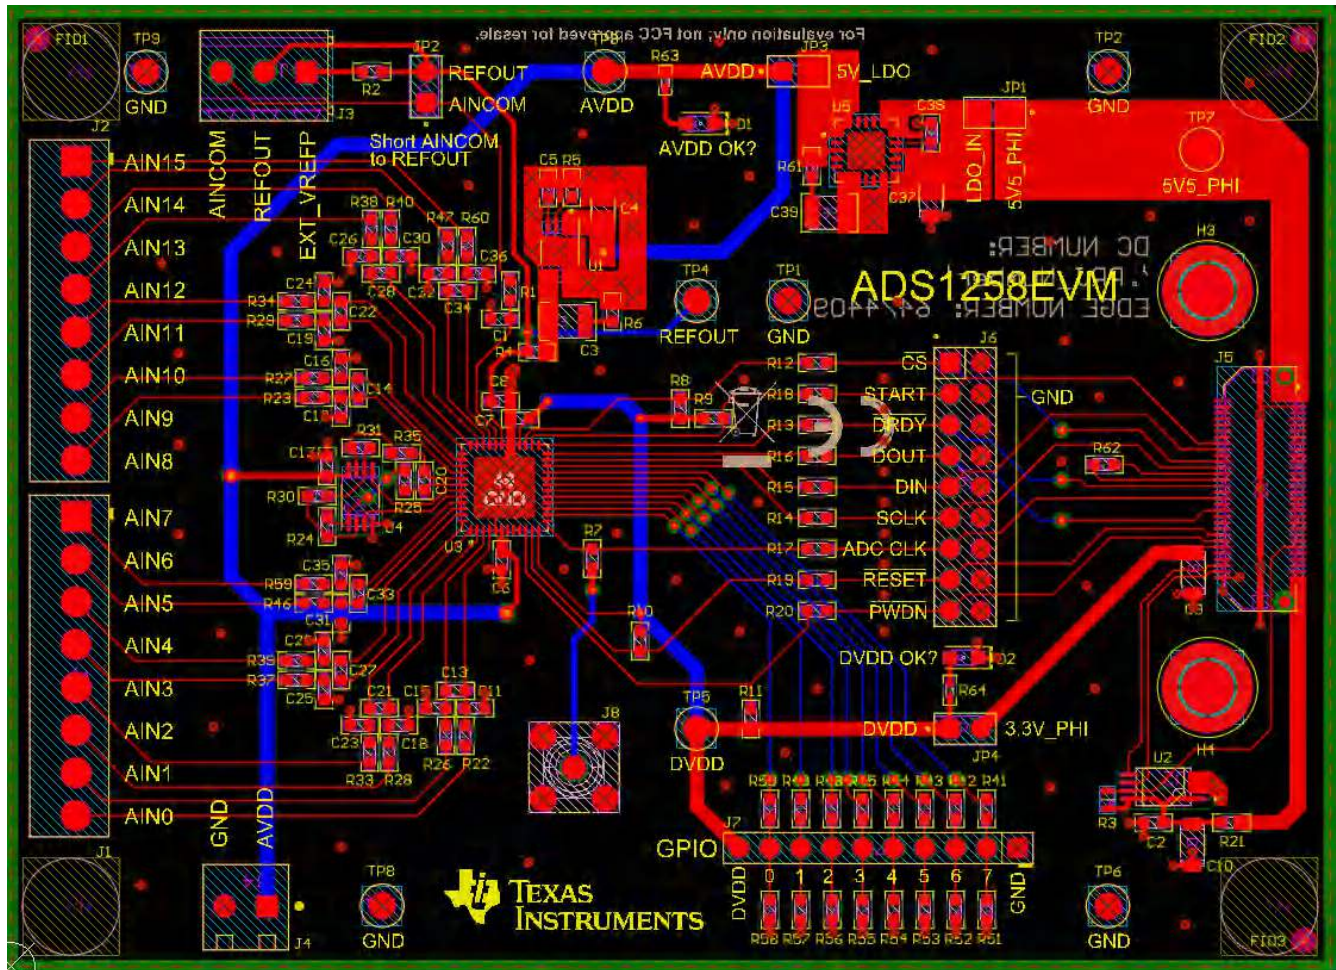 For evaluation only; not FCC approved for resale.
FID1
TP9
GND
J3
R2
JP2
REFOUT
AINCOM
Short AINCOM
to REFOUT
AVDD
R63
AVDD
JP3
5V_LDO
D1
AVDD OK?
U5
C38
JP1
LDO_IN
5V5_PHI
TP2
GND
FID2
TP7
5V5_PHI
J2
AIN15
AIN14
AIN13
AIN12
AIN11
AIN10
AIN9
AIN8
AINCOM
REFOUT
EXT_VREFP
R38
R40
R47
R60
C26
C30
C36
C28
C32
C34
C24
R34
R29
C22
C19
C16
R27
R23
C14
C5
R5
C4
U1
R1
R6
C3
R4
R61
C39
C37
TP4
REFOUT
TP1
GND
DC NUMBER:
ADS1258EVM
EDGE NUMBER:
H3
J6
J5
R12
CS
R18
START
R13
DRDY
R16
DOUT
R15
DIN
R14
SCLK
R17
ADC CLK
R19
RESET
R20
PWDN
GND
R62
C8
C7
R8
R9
R31
R35
R30
R25
C20
R24
U3
C6
R7
R10
AIN7
AIN6
AIN5
AIN4
AIN3
AIN2
AIN1
AIN0
C35
R59
R46
C33
C31
R39
R37
C27
C25
C13
C21
C15
R11
C23
C18
R33
R28
R26
R22
J8
TP5
DVDD
R11
DVDD OK?
D2
R64
DVDD
3.3V_PHI
JP4
H1
U2
R3
C2
R21
C10
R50
R43
R42
R41
J7
GPIO
DVDD
0
1
2
3
4
5
6
7
GND
R58
R57
R56
R55
R54
R53
R52
R51
J1
GND
AVDD
J4
TP8
GND
TEXAS
INSTRUMENTS
TP6
GND
FID3